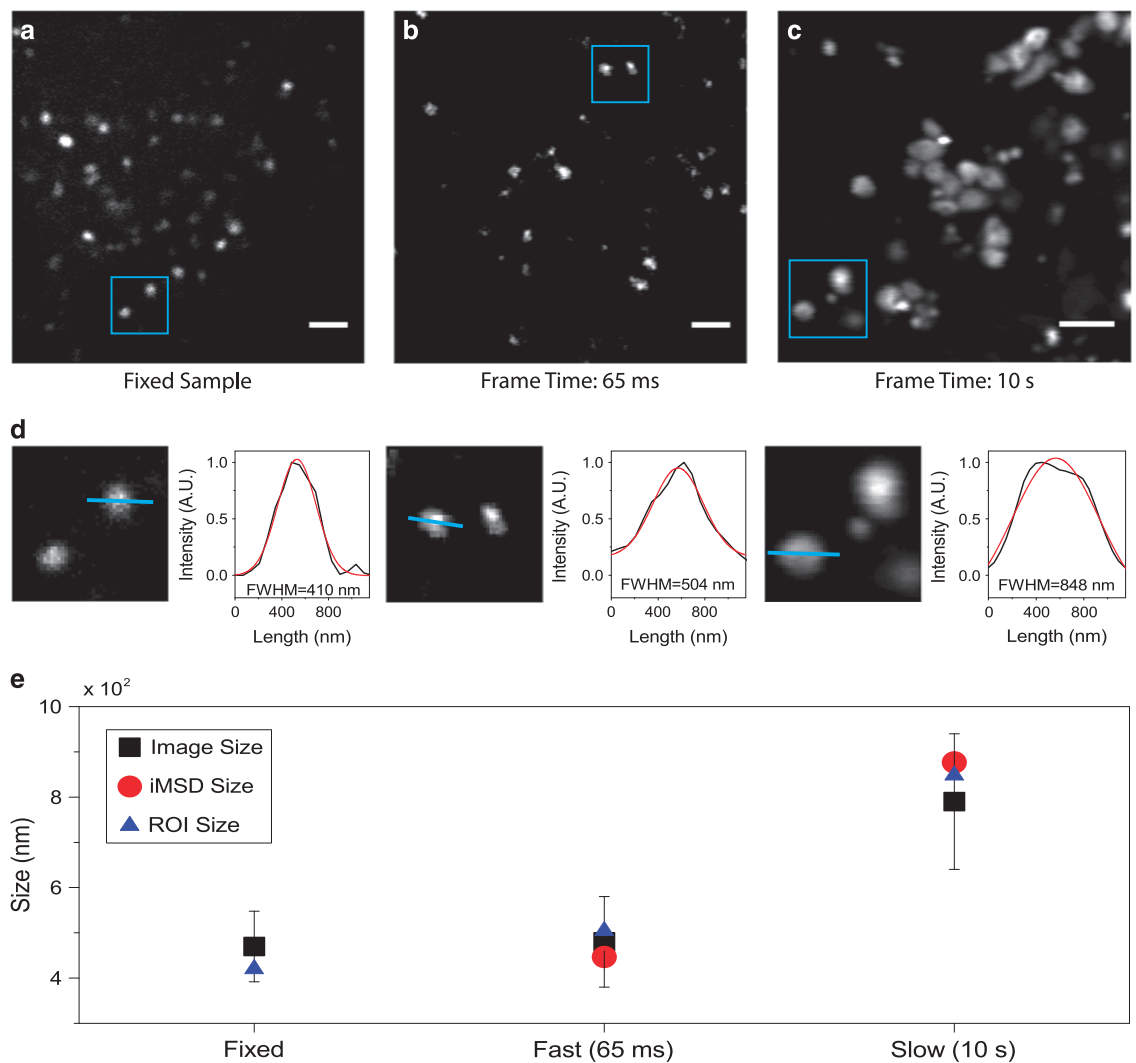 a
b
c
Fixed Sample
Frame Time: 65 ms
Frame Time: 10 s
d
Intensity (A.U.)
1.0
0.5
0.0
FWHM=410 nm
0 400 800
Length (nm)
Intensity (A.U.)
1.0
0.5
0.0
FWHM=504 nm
0 400 800
Length (nm)
Intensity (A.U.)
1.0
0.5
0.0
FWHM=848 nm
0 400 800
Length (nm)
e
x 10²
10
8
6
4
Size (nm)
Image Size
iMSD Size
ROI Size
Fixed
Fast (65 ms)
Slow (10 s)